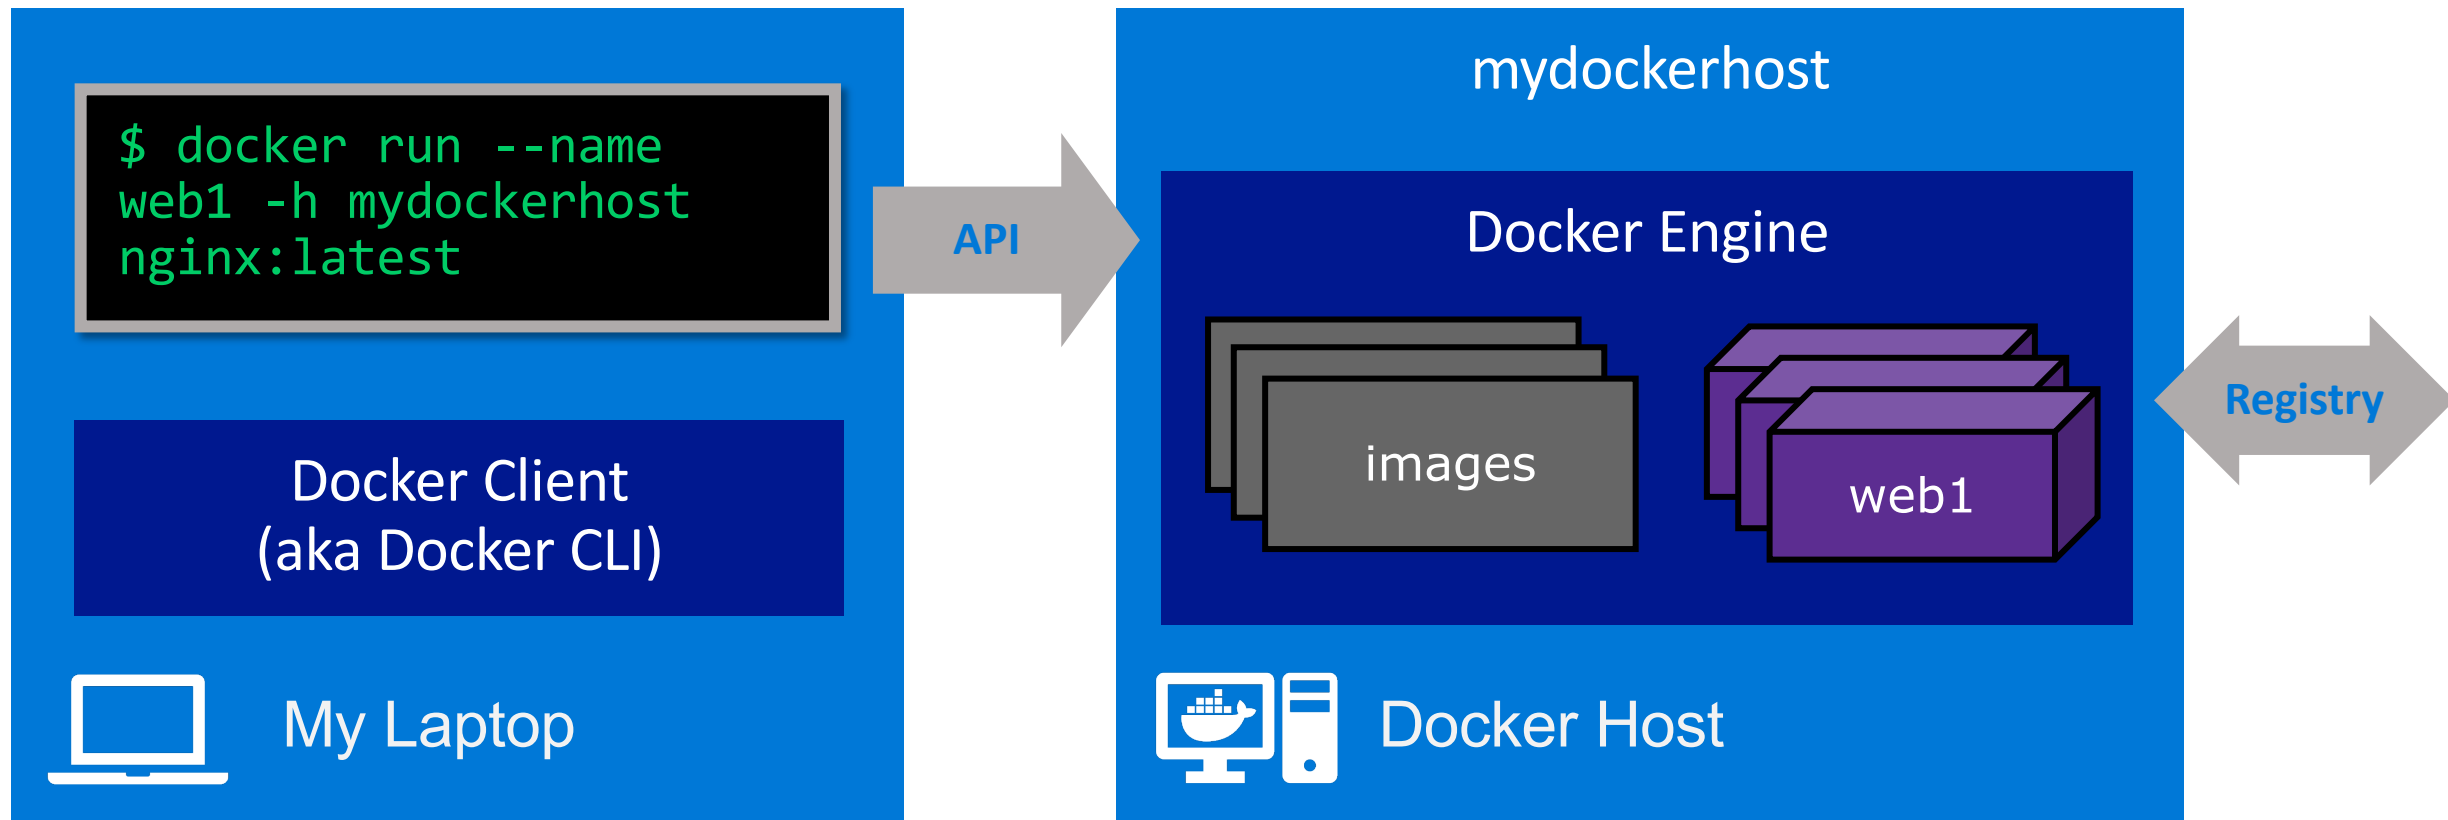 $ docker run --name
web1 -h mydockerhost
nginx:latest
Docker Client
(aka Docker CLI)
My Laptop
API
mydockerhost
Docker Engine
images
web1
Docker Host
Registry